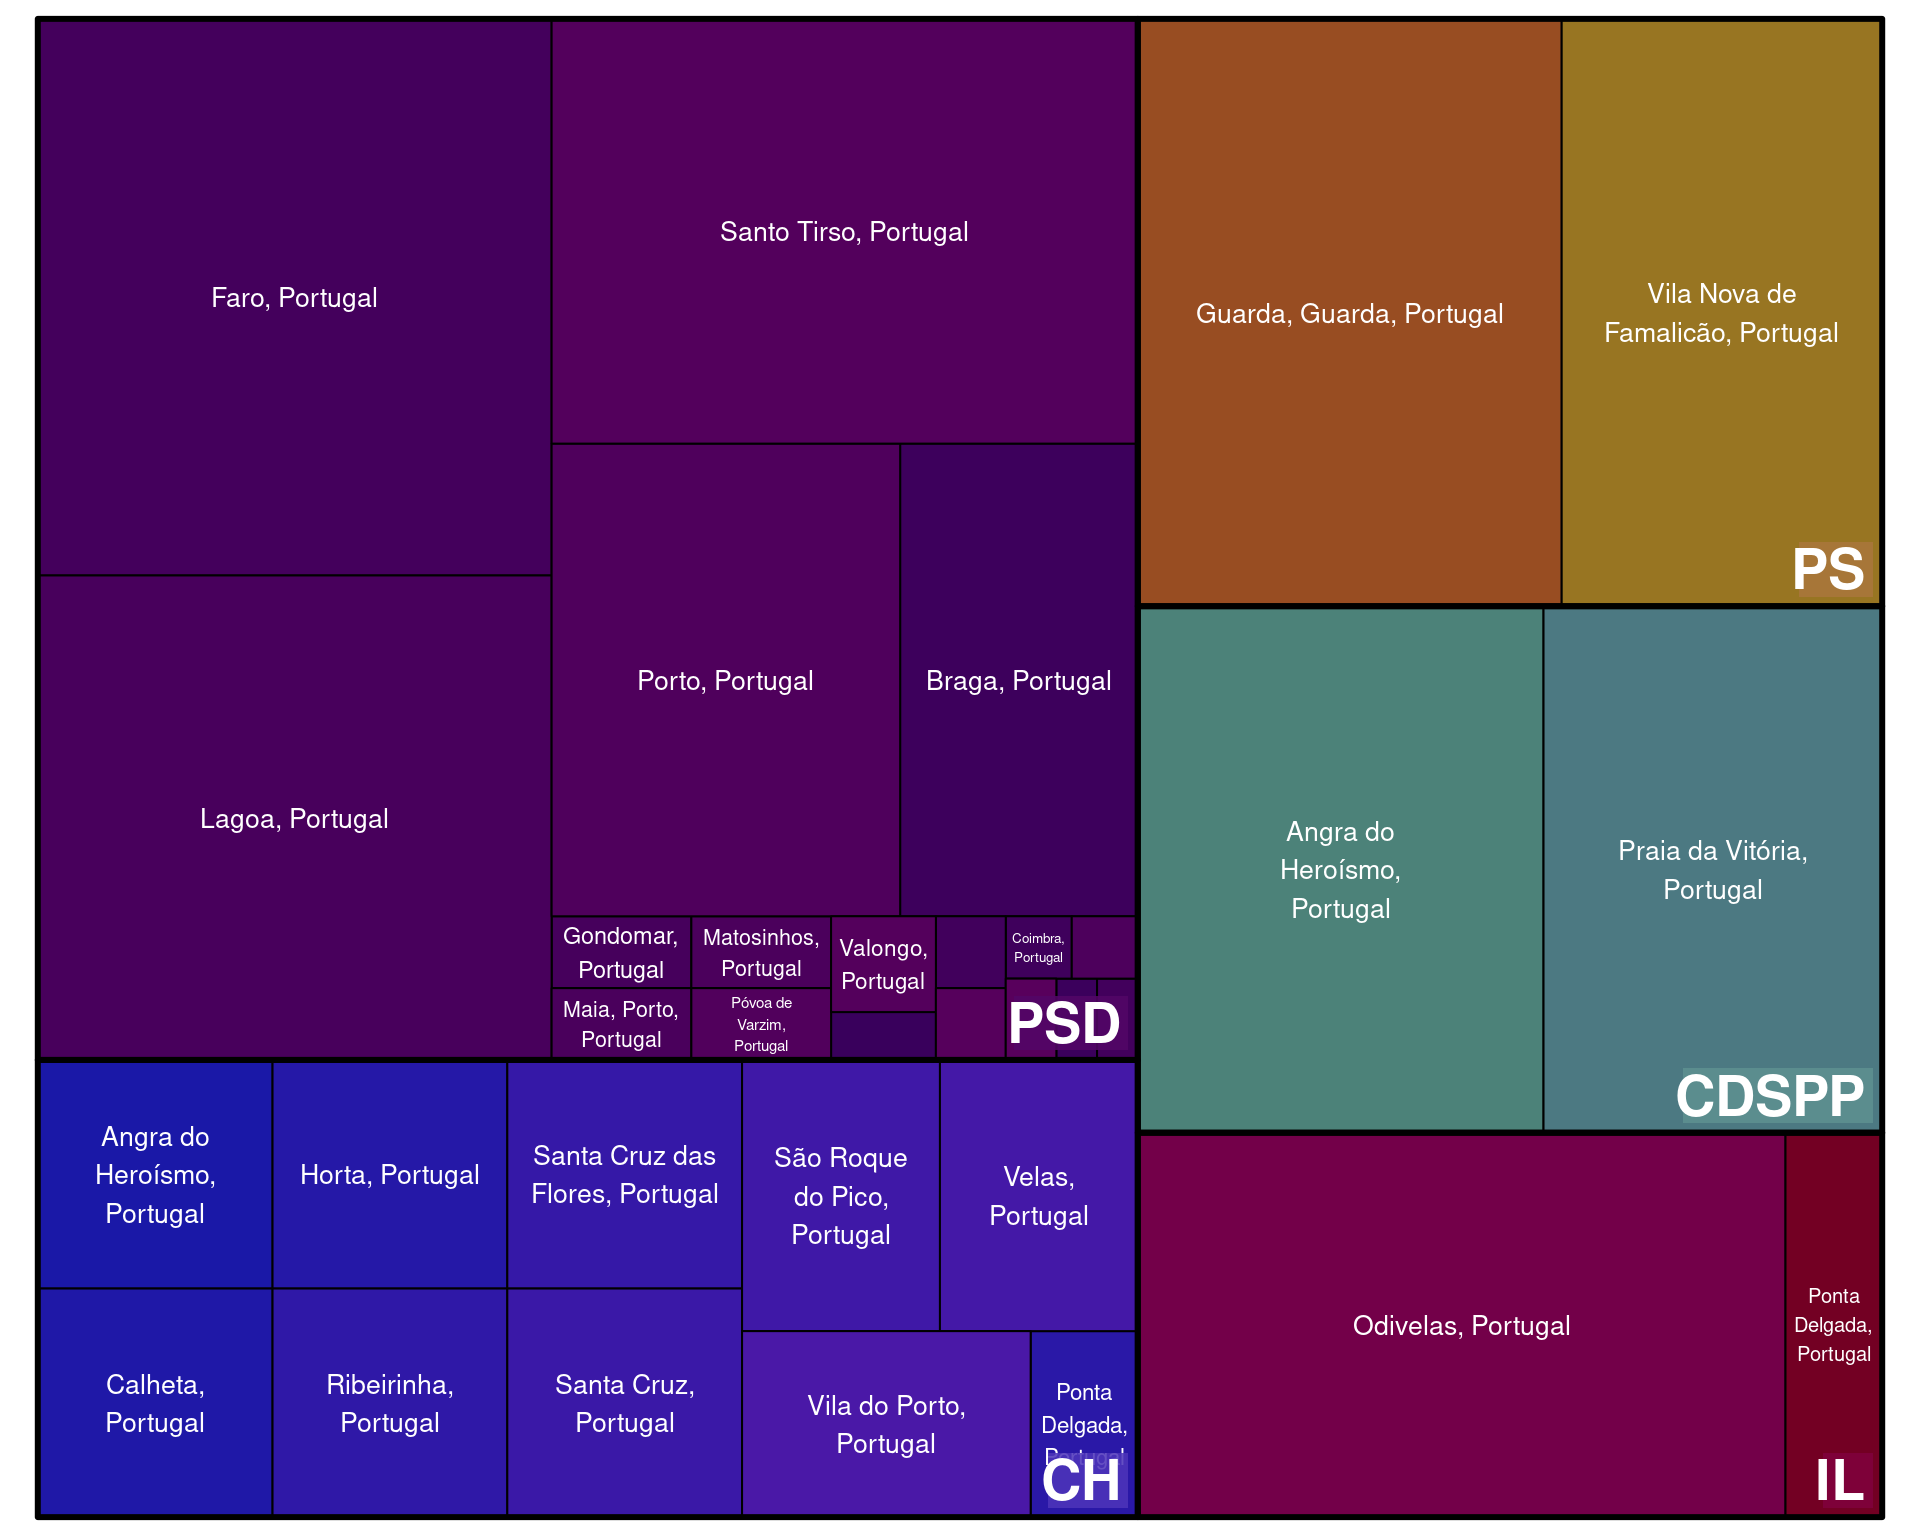 Faro, Portugal
Santo Tirso, Portugal
Lagoa, Portugal
Porto, Portugal
Braga, Portugal
Gondomar,
Portugal
Matosinhos,
Portugal
Valongo,
Portugal
Coimbra,
Portugal
Maia, Porto,
Portugal
Póvoa de
Varzim,
Portugal
PSD
Guarda, Guarda, Portugal
Vila Nova de
Famalicão, Portugal
PS
Angra do
Heroísmo,
Portugal
Praia da Vitória,
Portugal
CDSPP
Angra do
Heroísmo,
Portugal
Horta, Portugal
Santa Cruz das
Flores, Portugal
São Roque
do Pico,
Portugal
Velas,
Portugal
Calheta,
Portugal
Ribeirinha,
Portugal
Santa Cruz,
Portugal
Vila do Porto,
Portugal
Ponta
Delgada,
Portugal
CH
Odivelas, Portugal
Ponta
Delgada,
Portugal
IL